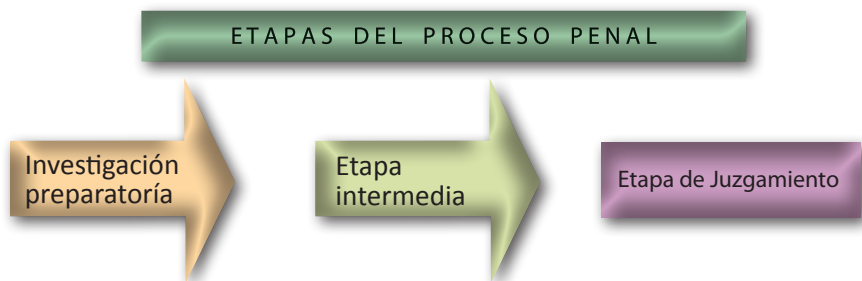 ETAPAS DEL PROCESO PENAL
Investigación
preparatoría
Etapa
intermedia
Etapa de Juzgamiento